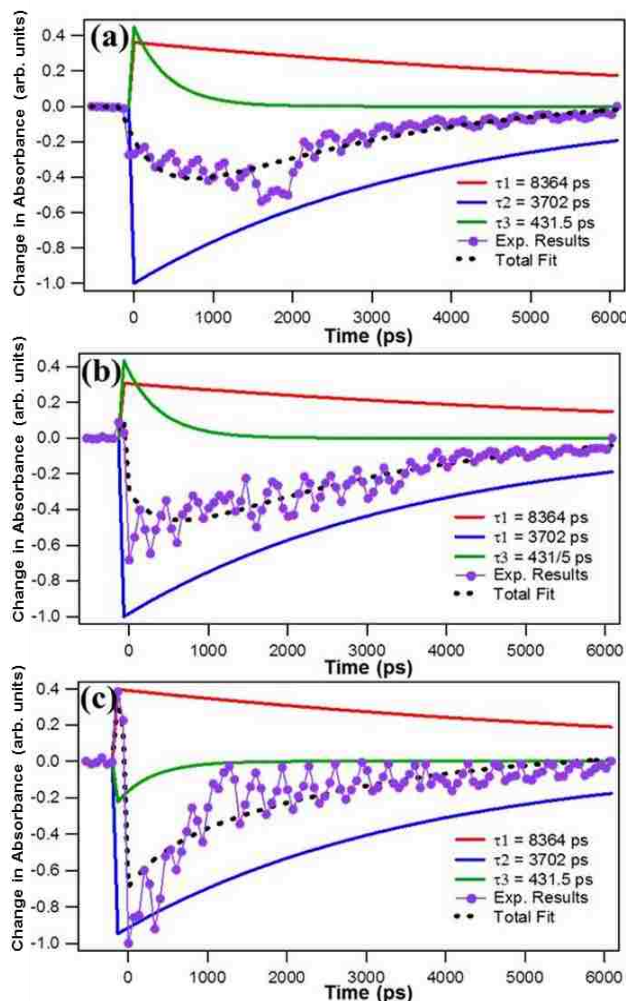 (a)
Change in Absorbance (arb. units)
0.4
0.2
0.0
-0.2
-0.4
-0.6
-0.8
-1.0
τ1 = 8364 ps
τ2 = 3702 ps
τ3 = 431.5 ps
Exp. Results
Total Fit
0 1000 2000 3000 4000 5000 6000
Time (ps)
(b)
Change in Absorbance (arb. units)
0.4
0.2
0.0
-0.2
-0.4
-0.6
-0.8
-1.0
τ1 = 8364 ps
τ1 = 3702 ps
τ3 = 431/5 ps
Exp. Results
Total Fit
0 1000 2000 3000 4000 5000 6000
Time (ps)
(c)
Change in Absorbance (arb. units)
0.4
0.2
0.0
-0.2
-0.4
-0.6
-0.8
-1.0
τ1 = 8364 ps
τ2 = 3702 ps
τ3 = 431.5 ps
Exp. Results
Total Fit
0 1000 2000 3000 4000 5000 6000
Time (ps)